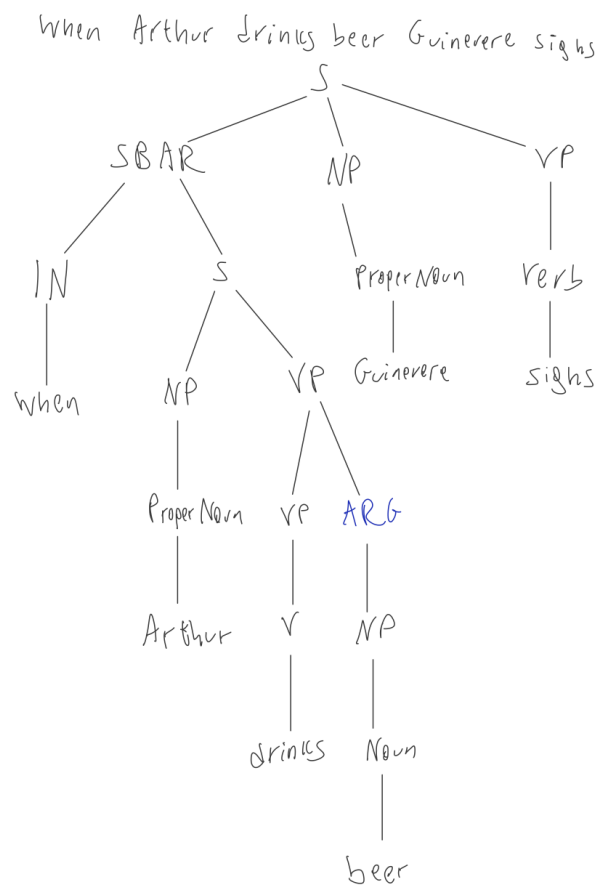 When Arthur drinks beer Guinevere sighs
S
SBAR NP VP
IN S ProperNoun Verb
When NP VP Guinevere sighs
ProperNoun VP ARG
Arthur V NP
drinks Noun
beer